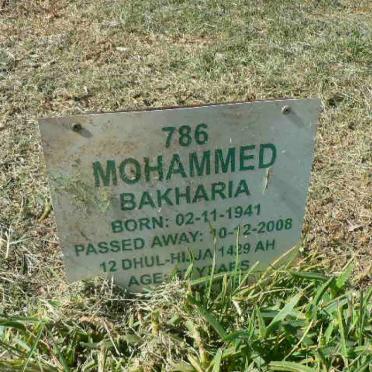 786
MOHAMMED
BAKHARIA
BORN: 02-11-1941
PASSED AWAY: 10-12-2008
12 DHUL-HIJJA 1429 AH
AGE: YEARS